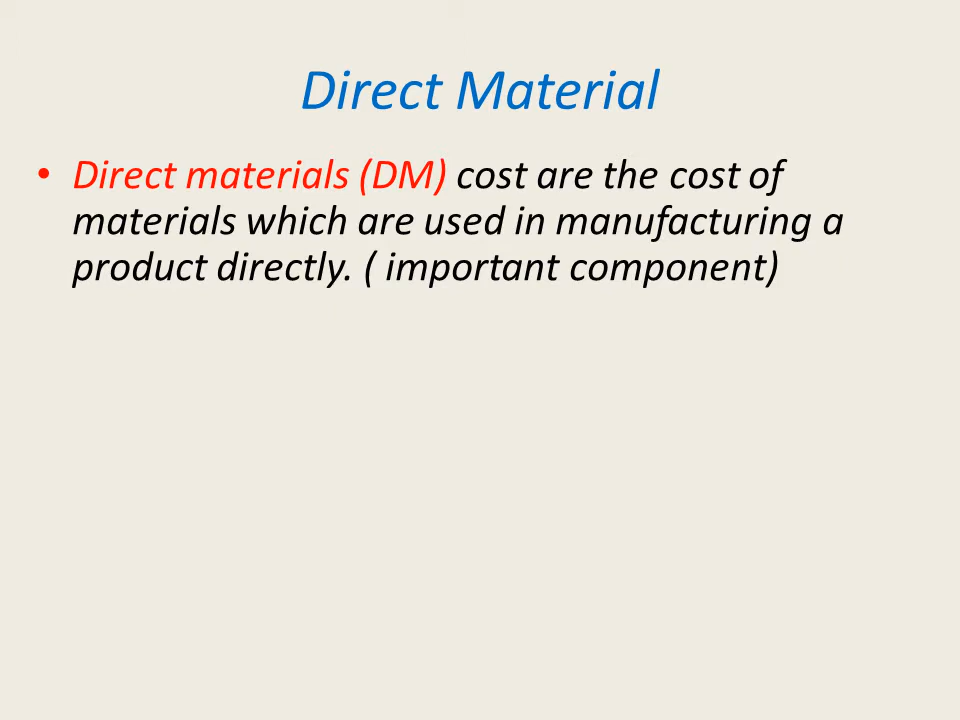 Direct Material
• Direct materials (DM) cost are the cost of
materials which are used in manufacturing a
product directly. ( important component)